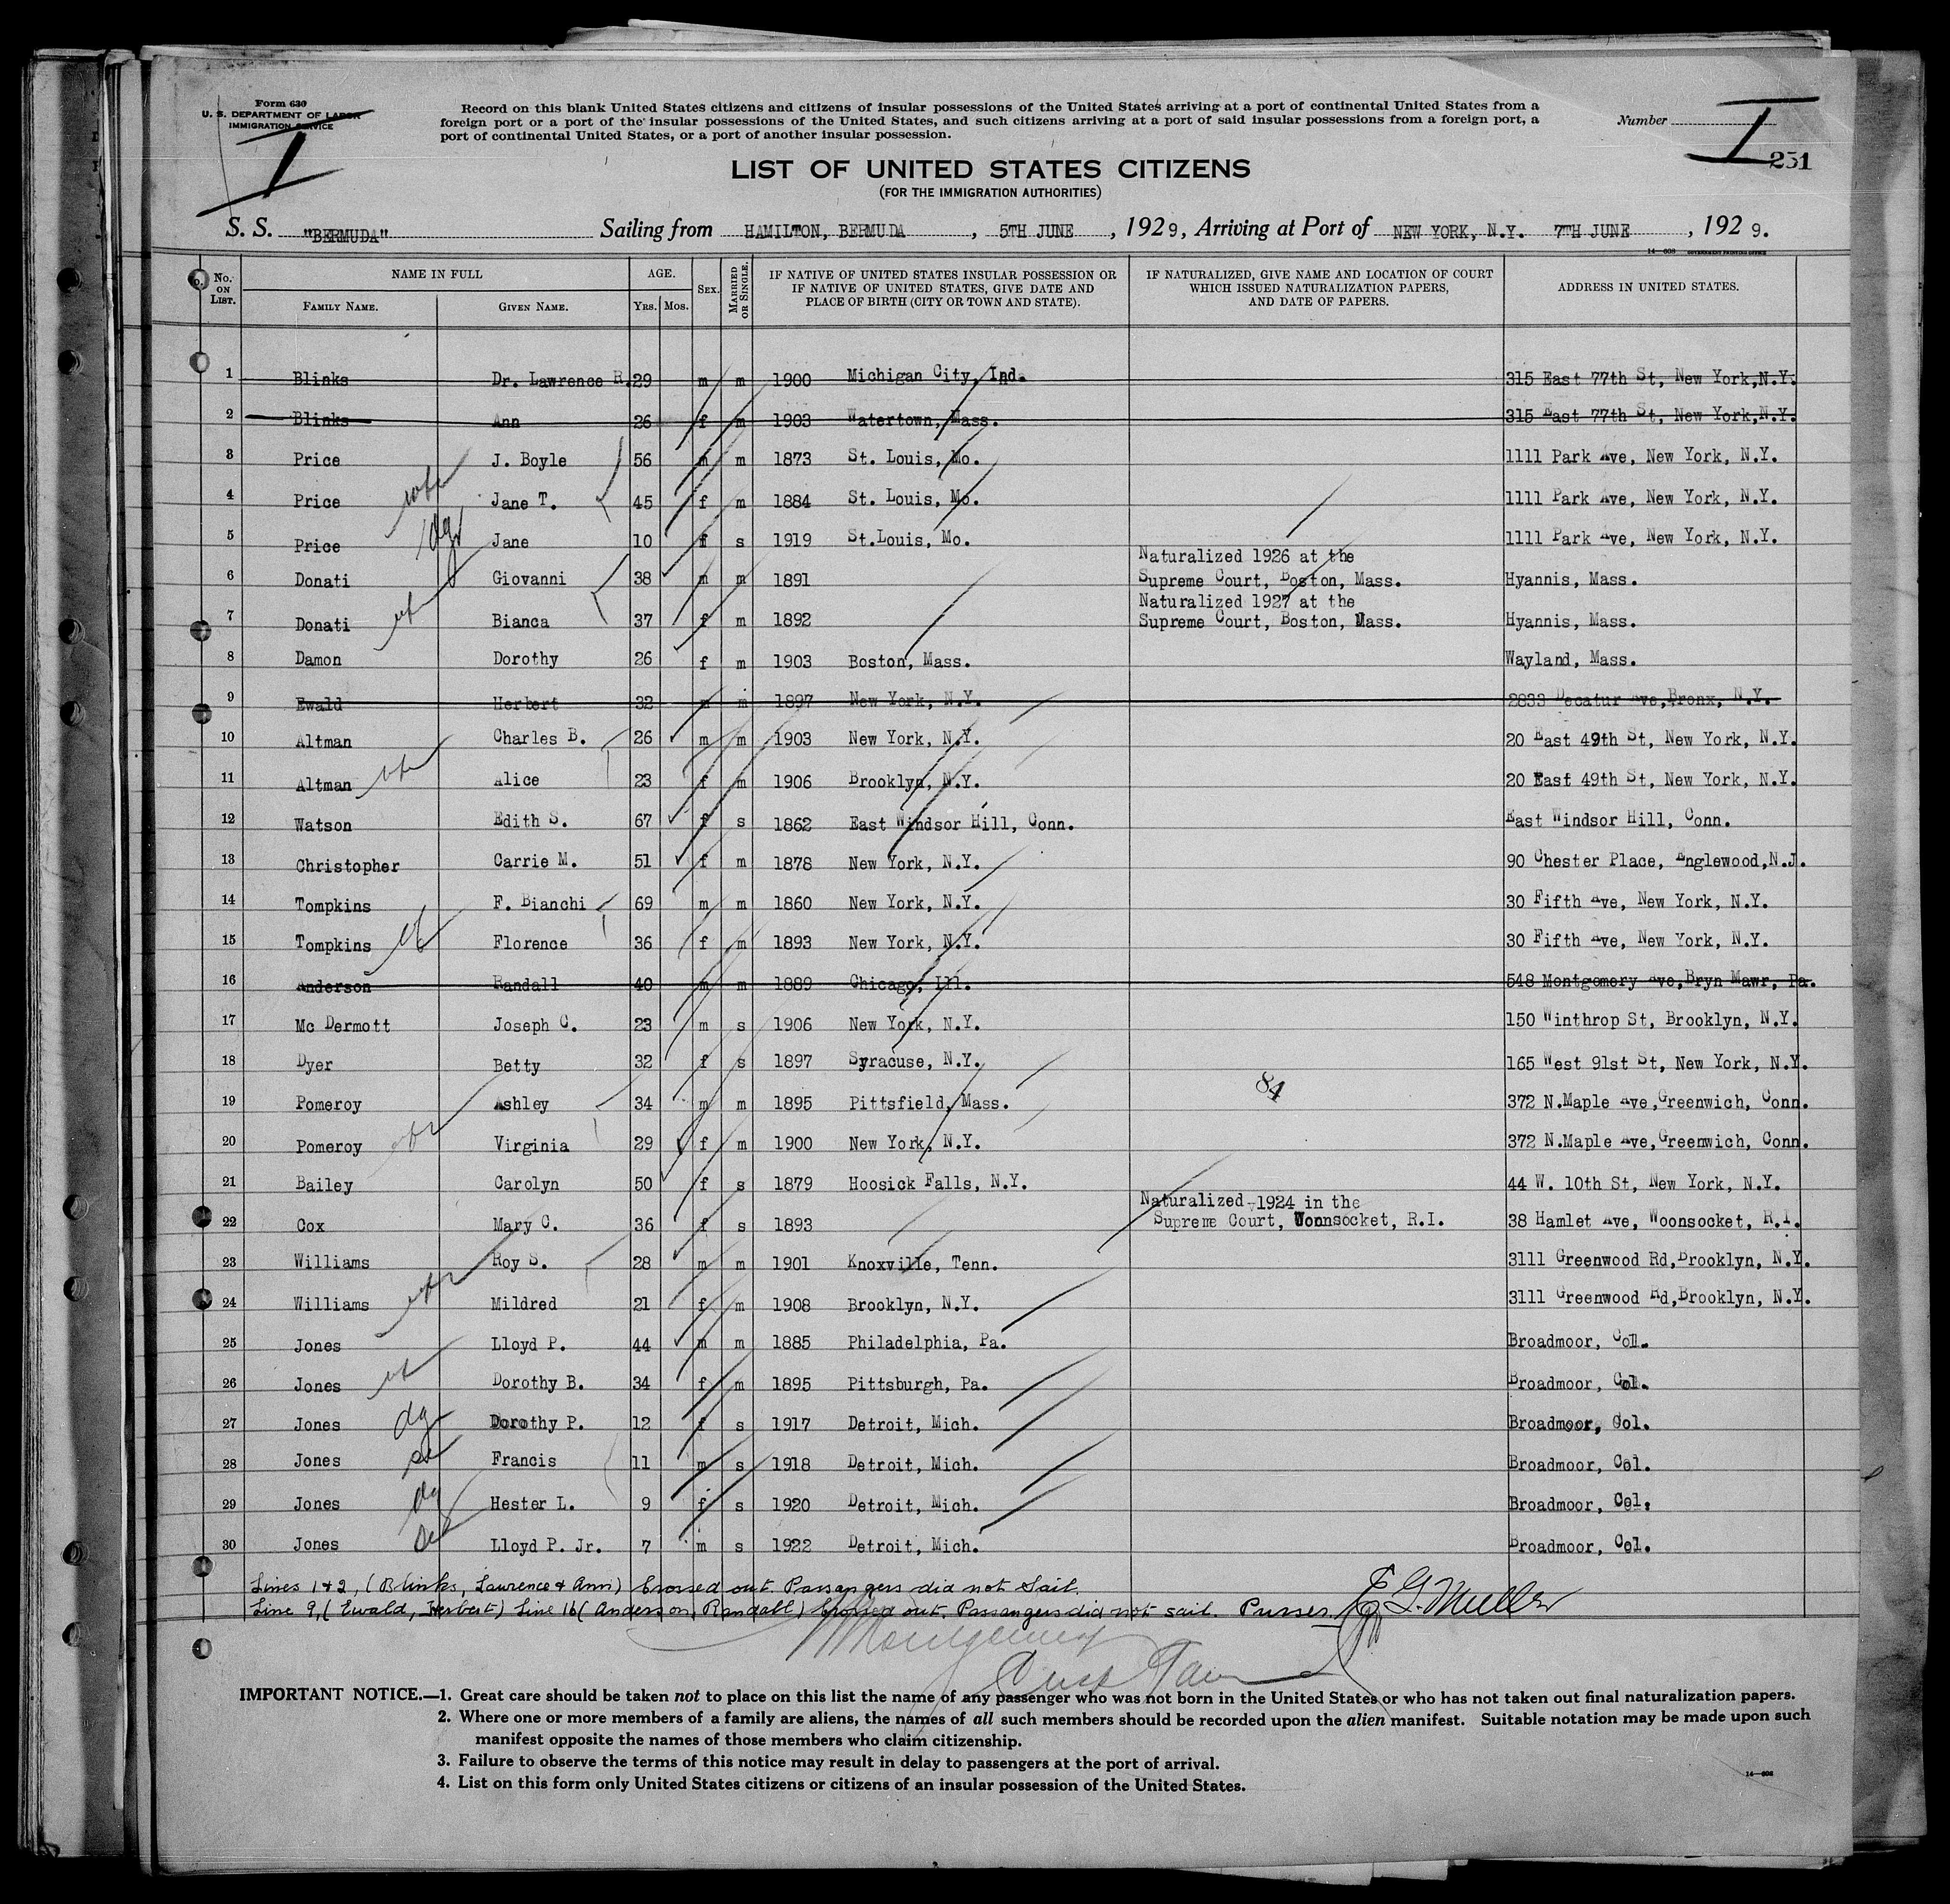 Form 630
U. S. DEPARTMENT OF LABOR
IMMIGRATION SERVICE
I
Record on this blank United States citizens and citizens of insular possessions of the United States arriving at a port of continental United States from a
foreign port or a port of the insular possessions of the United States, and such citizens arriving at a port of said insular possessions from a foreign port, a
port of continental United States, or a port of another insular possession.
Number I
251
LIST OF UNITED STATES CITIZENS
(FOR THE IMMIGRATION AUTHORITIES)
S. S. "BERMUDA" Sailing from HAMILTON, BERMUDA , 5TH JUNE , 1929, Arriving at Port of NEW YORK, N.Y. 7TH JUNE , 1929.
14—608 GOVERNMENT PRINTING OFFICE
No. ON LIST. NAME IN FULL AGE. SEX. MARRIED OR SINGLE. IF NATIVE OF UNITED STATES INSULAR POSSESSION OR IF NATIVE OF UNITED STATES, GIVE DATE AND PLACE OF BIRTH (CITY OR TOWN AND STATE). IF NATURALIZED, GIVE NAME AND LOCATION OF COURT WHICH ISSUED NATURALIZATION PAPERS, AND DATE OF PAPERS. ADDRESS IN UNITED STATES.
FAMILY NAME. GIVEN NAME. YRS. MOS.
1 Blinks Dr. Lawrence R. 29 m m 1900 Michigan City, Ind. 315 East 77th St, New York,N.Y.
2 Blinks Ann 26 f m 1903 Watertown, Mass. 315 East 77th St, New York,N.Y.
3 Price J. Boyle 56 m m 1873 St. Louis, Mo. 1111 Park Ave, New York, N.Y.
4 Price wfe Jane T. 45 f m 1884 St. Louis, Mo. 1111 Park Ave, New York, N.Y.
5 Price dgr Jane 10 f s 1919 St.Louis, Mo. 1111 Park Ave, New York, N.Y.
Naturalized 1926 at the
6 Donati Giovanni 38 m m 1891 Supreme Court, Boston, Mass. Hyannis, Mass.
Naturalized 1927 at the
7 Donati wf Bianca 37 f m 1892 Supreme Court, Boston, Mass. Hyannis, Mass.
8 Damon Dorothy 26 f m 1903 Boston, Mass. Wayland, Mass.
9 Ewald Herbert 32 m m 1897 New York, N.Y. 2833 Decatur Ave,Bronx, N.Y.
10 Altman Charles B. 26 m m 1903 New York, N.Y. 20 East 49th St, New York, N.Y.
11 Altman wfe Alice 23 f m 1906 Brooklyn, N.Y. 20 East 49th St, New York, N.Y.
12 Watson Edith S. 67 f s 1862 East Windsor Hill, Conn. East Windsor Hill, Conn.
13 Christopher Carrie M. 51 f m 1878 New York, N.Y. 90 Chester Place, Englewood,N.J.
14 Tompkins F. Bianchi 69 m m 1860 New York, N.Y. 30 Fifth Ave, New York, N.Y.
15 Tompkins wf Florence 36 f m 1893 New York, N.Y. 30 Fifth Ave, New York, N.Y.
16 Anderson Randall 40 m m 1889 Chicago, Ill. 548 Montgomery Ave,Bryn Mawr, Pa.
17 Mc Dermott Joseph C. 23 m s 1906 New York, N.Y. 150 Winthrop St, Brooklyn, N.Y.
18 Dyer Betty 32 f s 1897 Syracuse, N.Y. 165 West 91st St, New York, N.Y.
84
19 Pomeroy Ashley 34 m m 1895 Pittsfield, Mass. 372 N.Maple Ave,Greenwich, Conn.
20 Pomeroy wfe Virginia 29 f m 1900 New York, N.Y. 372 N.Maple Ave,Greenwich, Conn.
21 Bailey Carolyn 50 f s 1879 Hoosick Falls, N.Y. 44 W. 10th St, New York, N.Y.
Naturalized-1924 in the
22 Cox Mary C. 36 f s 1893 Supreme Court, Woonsocket, R.I. 38 Hamlet Ave, Woonsocket, R.I.
23 Williams Roy S. 28 m m 1901 Knoxville, Tenn. 3111 Greenwood Rd,Brooklyn, N.Y.
24 Williams wfe Mildred 21 f m 1908 Brooklyn, N.Y. 3111 Greenwood Rd,Brooklyn, N.Y.
25 Jones Lloyd P. 44 m m 1885 Philadelphia, Pa. Broadmoor, Col.
26 Jones wf Dorothy B. 34 f m 1895 Pittsburgh, Pa. Broadmoor, Col.
27 Jones dg Dorothy P. 12 f s 1917 Detroit, Mich. Broadmoor, Col.
28 Jones Francis 11 m s 1918 Detroit, Mich. Broadmoor, Col.
29 Jones dg Hester L. 9 f s 1920 Detroit, Mich. Broadmoor, Col.
30 Jones Lloyd P. Jr. 7 m s 1922 Detroit, Mich. Broadmoor, Col.
Lines 1 & 2, (Blinks, Lawrence & Ann) Crossed out. Passengers did not Sail.
Line 9, (Ewald, Herbert) Line 16 (Anderson, Randall) Crossed out. Passengers did not sail. Purser. E. G. Muller
Montgomery
IMPORTANT NOTICE.—1. Great care should be taken not to place on this list the name of any passenger who was not born in the United States or who has not taken out final naturalization papers.
2. Where one or more members of a family are aliens, the names of all such members should be recorded upon the alien manifest. Suitable notation may be made upon such
manifest opposite the names of those members who claim citizenship.
3. Failure to observe the terms of this notice may result in delay to passengers at the port of arrival.
4. List on this form only United States citizens or citizens of an insular possession of the United States.
14—608